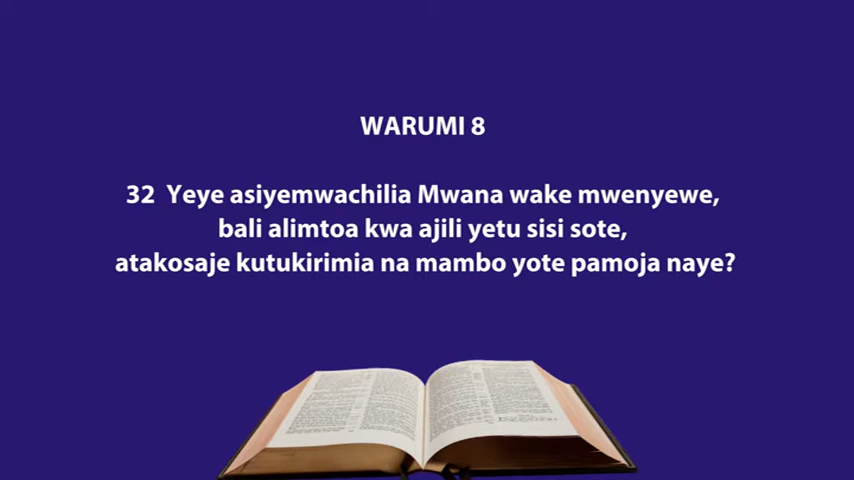 WARUMI 8
32 Yeye asiyemwachilia Mwana wake mwenyewe,
bali alimtoa kwa ajili yetu sisi sote,
atakosaje kutukirimia na mambo yote pamoja naye?